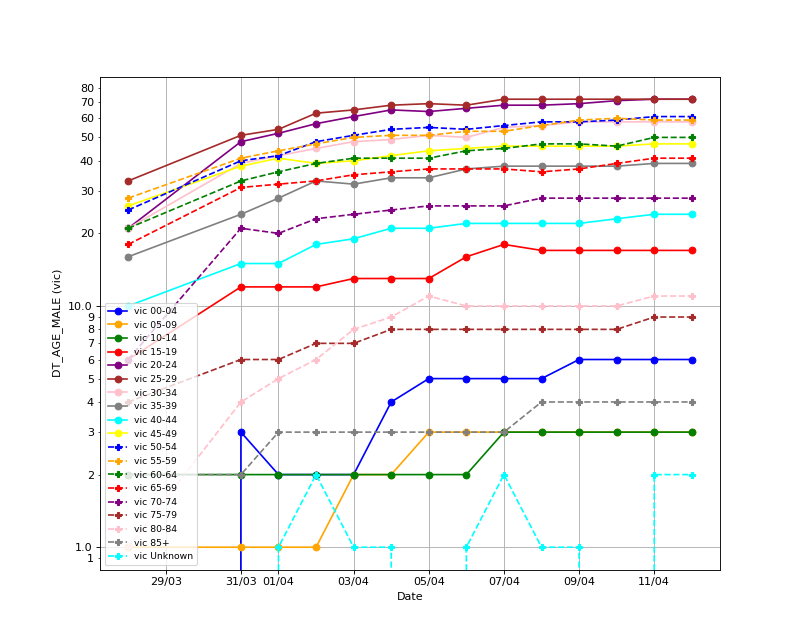 80
70
60
50
40
30
20
10.0
9
8
7
6
5
4
3
2
1.0
1
DT_AGE_MALE (vic)
vic 00-04
vic 05-09
vic 10-14
vic 15-19
vic 20-24
vic 25-29
vic 30-34
vic 35-39
vic 40-44
vic 45-49
vic 50-54
vic 55-59
vic 60-64
vic 65-69
vic 70-74
vic 75-79
vic 80-84
vic 85+
vic Unknown
29/03 31/03 01/04 03/04 05/04 07/04 09/04 11/04
Date